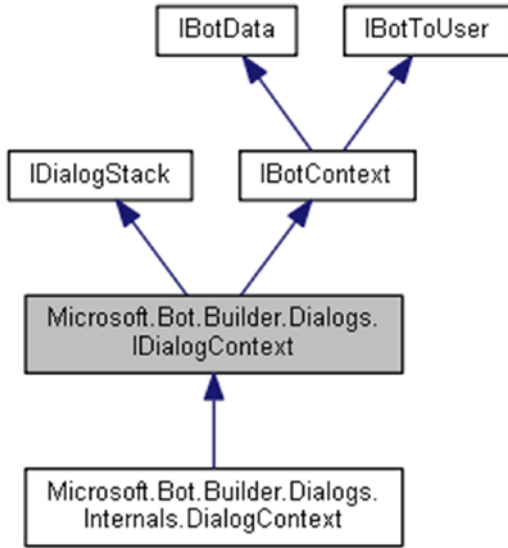 IBotData
IBotToUser
IDialogStack
IBotContext
Microsoft.Bot.Builder.Dialogs.
IDialogContext
Microsoft.Bot.Builder.Dialogs.
Internals.DialogContext